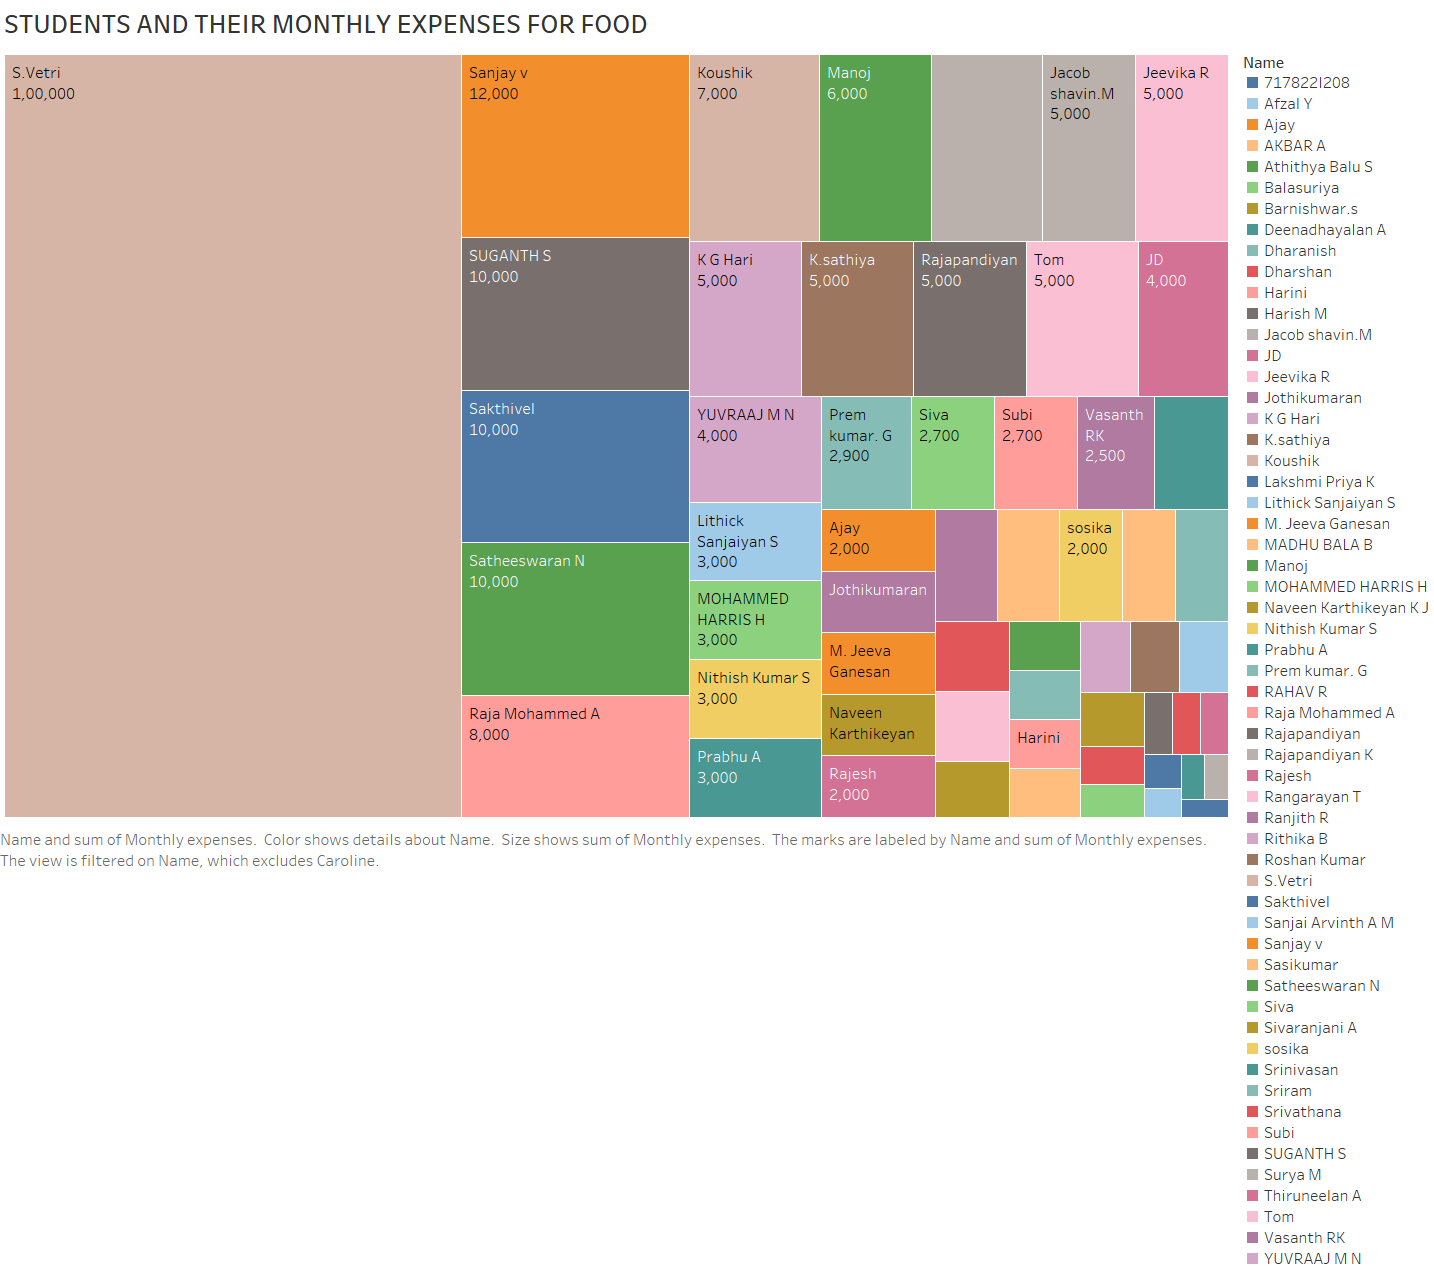 STUDENTS AND THEIR MONTHLY EXPENSES FOR FOOD
S.Vetri
1,00,000
Sanjay v
12,000
SUGANTH S
10,000
Sakthivel
10,000
Satheeswaran N
10,000
Raja Mohammed A
8,000
Koushik
7,000
Manoj
6,000
Jacob
shavin.M
5,000
Jeevika R
5,000
K G Hari
5,000
K.sathiya
5,000
Rajapandiyan
5,000
Tom
5,000
JD
4,000
YUVRAAJ M N
4,000
Lithick
Sanjaiyan S
3,000
MOHAMMED
HARRIS H
3,000
Nithish Kumar S
3,000
Prabhu A
3,000
Prem
kumar. G
2,900
Siva
2,700
Subi
2,700
Vasanth
RK
2,500
Ajay
2,000
Jothikumaran
M. Jeeva
Ganesan
Naveen
Karthikeyan
Rajesh
2,000
sosika
2,000
Harini
Name
717822I208
Afzal Y
Ajay
AKBAR A
Athithya Balu S
Balasuriya
Barnishwar.s
Deenadhayalan A
Dharanish
Dharshan
Harini
Harish M
Jacob shavin.M
JD
Jeevika R
Jothikumaran
K G Hari
K.sathiya
Koushik
Lakshmi Priya K
Lithick Sanjaiyan S
M. Jeeva Ganesan
MADHU BALA B
Manoj
MOHAMMED HARRIS H
Naveen Karthikeyan K J
Nithish Kumar S
Prabhu A
Prem kumar. G
RAHAV R
Raja Mohammed A
Rajapandiyan
Rajapandiyan K
Rajesh
Rangarayan T
Ranjith R
Rithika B
Roshan Kumar
S.Vetri
Sakthivel
Sanjai Arvinth A M
Sanjay v
Sasikumar
Satheeswaran N
Siva
Sivaranjani A
sosika
Srinivasan
Sriram
Srivathana
Subi
SUGANTH S
Surya M
Thiruneelan A
Tom
Vasanth RK
YUVRAAJ M N
Name and sum of Monthly expenses. Color shows details about Name. Size shows sum of Monthly expenses. The marks are labeled by Name and sum of Monthly expenses.
The view is filtered on Name, which excludes Caroline.